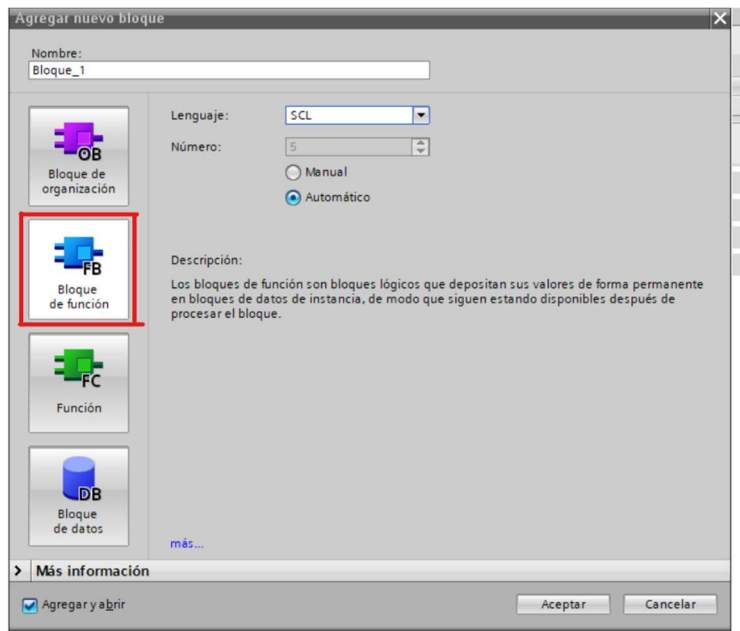 Agregar nuevo bloque
Nombre:
Bloque_1
OB
Bloque de
organización
FB
Bloque
de función
FC
Función
DB
Bloque
de datos
Lenguaje:
SCL
Número:
5
Manual
Automático
Descripción:
Los bloques de función son bloques lógicos que depositan sus valores de forma permanente
en bloques de datos de instancia, de modo que siguen estando disponibles después de
procesar el bloque.
más...
Más información
Agregar y abrir
Aceptar
Cancelar